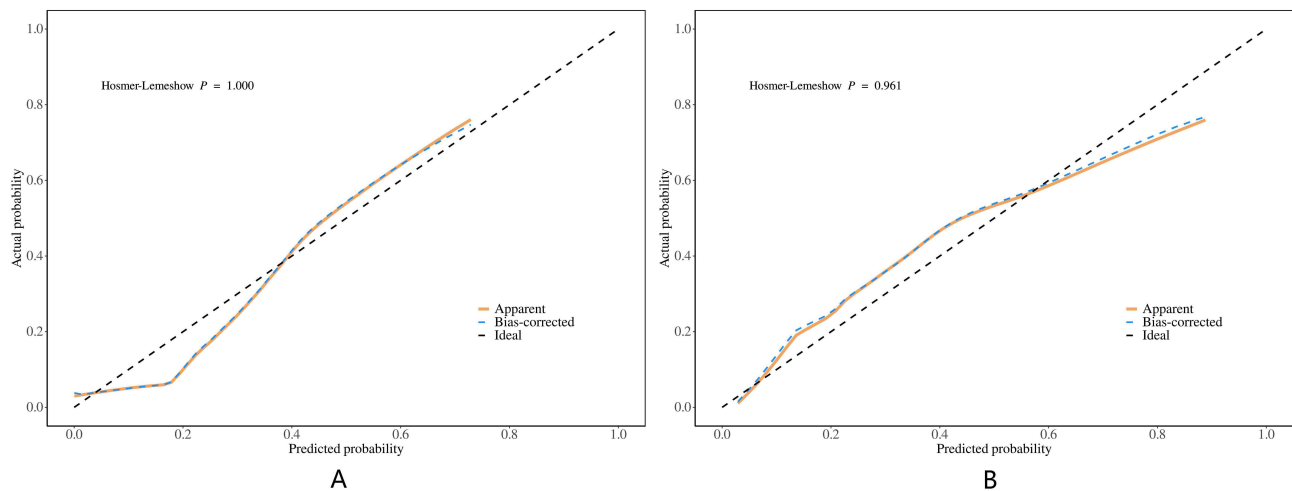 Hosmer-Lemeshow P = 1.000
Actual probability
1.0
0.8
0.6
0.4
0.2
0.0
Apparent
Bias-corrected
Ideal
0.0 0.2 0.4 0.6 0.8 1.0
Predicted probability
A
Hosmer-Lemeshow P = 0.961
Actual probability
1.0
0.8
0.6
0.4
0.2
0.0
Apparent
Bias-corrected
Ideal
0.0 0.2 0.4 0.6 0.8 1.0
Predicted probability
B